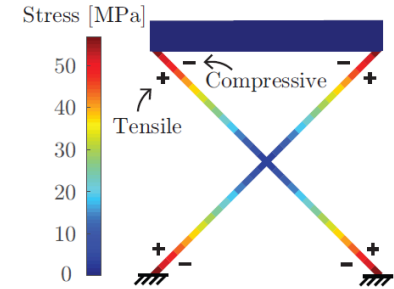 Stress [MPa]
50
40
30
20
10
0
− Compressive −
+ Tensile +
+ +
− −